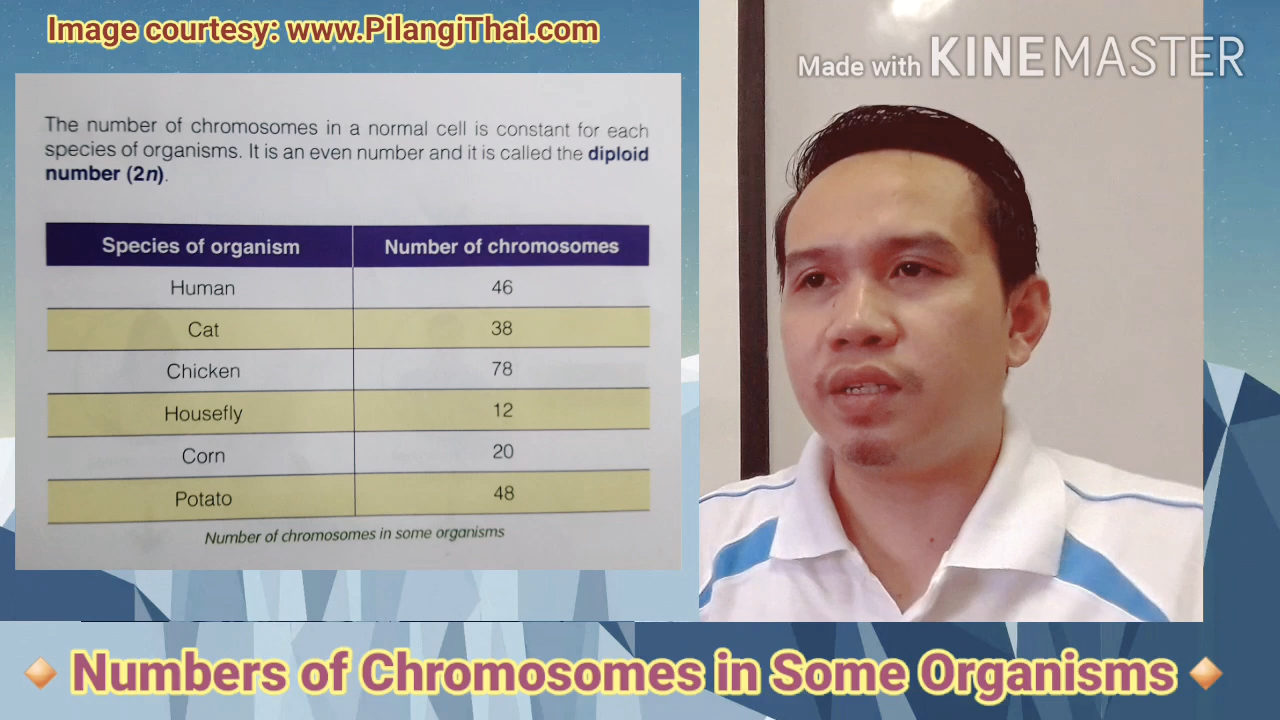 Image courtesy: www.PilangiThai.com
Made with KINEMASTER
The number of chromosomes in a normal cell is constant for each
species of organisms. It is an even number and it is called the diploid
number (2n).
Species of organism Number of chromosomes
Human 46
Cat 38
Chicken 78
Housefly 12
Corn 20
Potato 48
Number of chromosomes in some organisms
Numbers of Chromosomes in Some Organisms